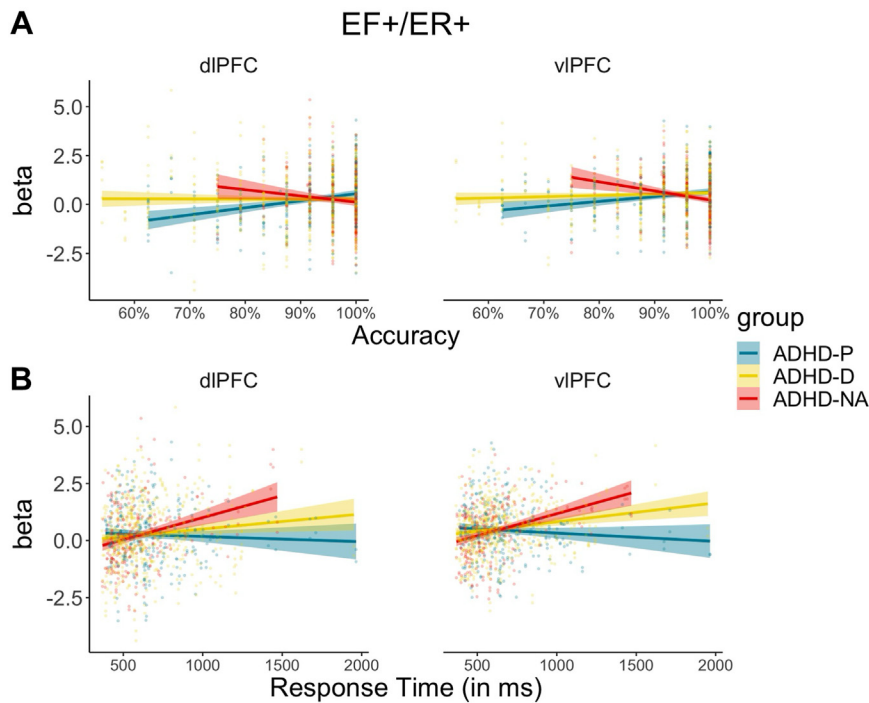 A
EF+/ER+
dlPFC
vlPFC
beta
5.0
2.5
0.0
-2.5
60% 70% 80% 90% 100%
60% 70% 80% 90% 100%
Accuracy
group
ADHD-P
ADHD-D
ADHD-NA
B
dlPFC
vlPFC
beta
5.0
2.5
0.0
-2.5
500 1000 1500 2000
500 1000 1500 2000
Response Time (in ms)